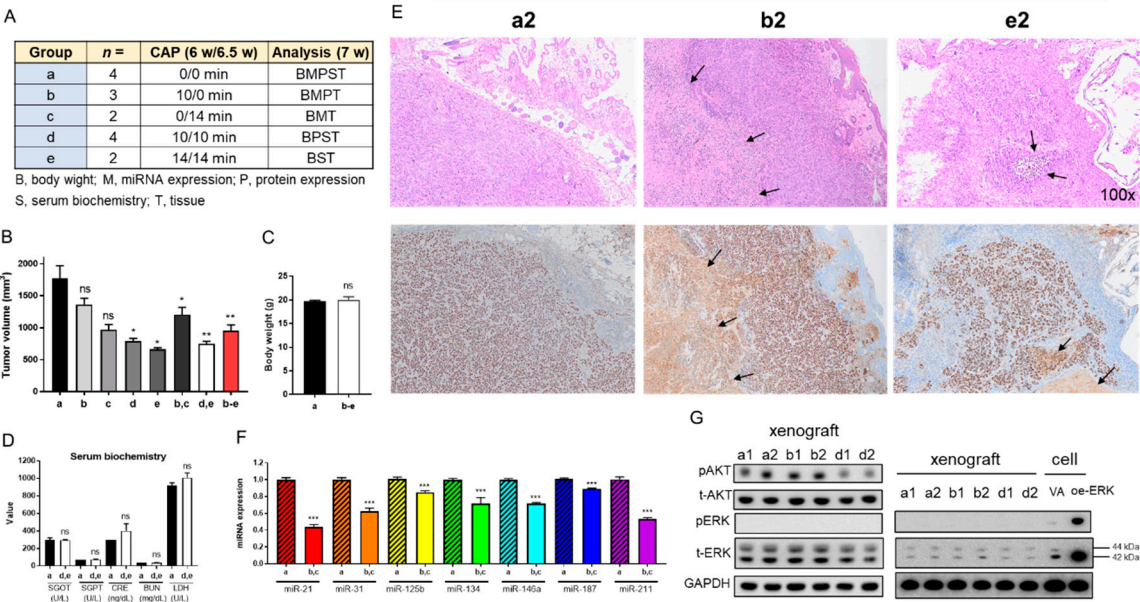 A
Group n = CAP (6 w/6.5 w) Analysis (7 w)
a 4 0/0 min BMPST
b 3 10/0 min BMPT
c 2 0/14 min BMT
d 4 10/10 min BPST
e 2 14/14 min BST
B, body wight; M, miRNA expression; P, protein expression
S, serum biochemistry; T, tissue
B
Tumor volume (mm3)
2000
1500
1000
500
0
ns
ns
*
*
*
**
**
a b c d e b,c d,e b-e
C
Body weight (g)
25
20
15
10
5
0
ns
a b-e
D
Serum biochemistry
Value
1200
1000
800
600
400
200
0
ns ns ns ns ns
a d,e a d,e a d,e a d,e a d,e
SGOT SGPT CRE BUN LDH
(U/L) (U/L) (ng/dL) (mg/dL) (U/L)
E
a2 b2 e2
100x
F
miRNA expression
1.2
1.0
0.8
0.6
0.4
0.2
0.0
*** *** *** *** *** *** ***
a b,c a b,c a b,c a b,c a b,c a b,c a b,c
miR-21 miR-31 miR-125b miR-134 miR-146a miR-187 miR-211
G
xenograft
a1 a2 b1 b2 d1 d2
pAKT
t-AKT
pERK
t-ERK
GAPDH
xenograft cell
a1 a2 b1 b2 d1 d2 VA oe-ERK
44 kDa
42 kDa